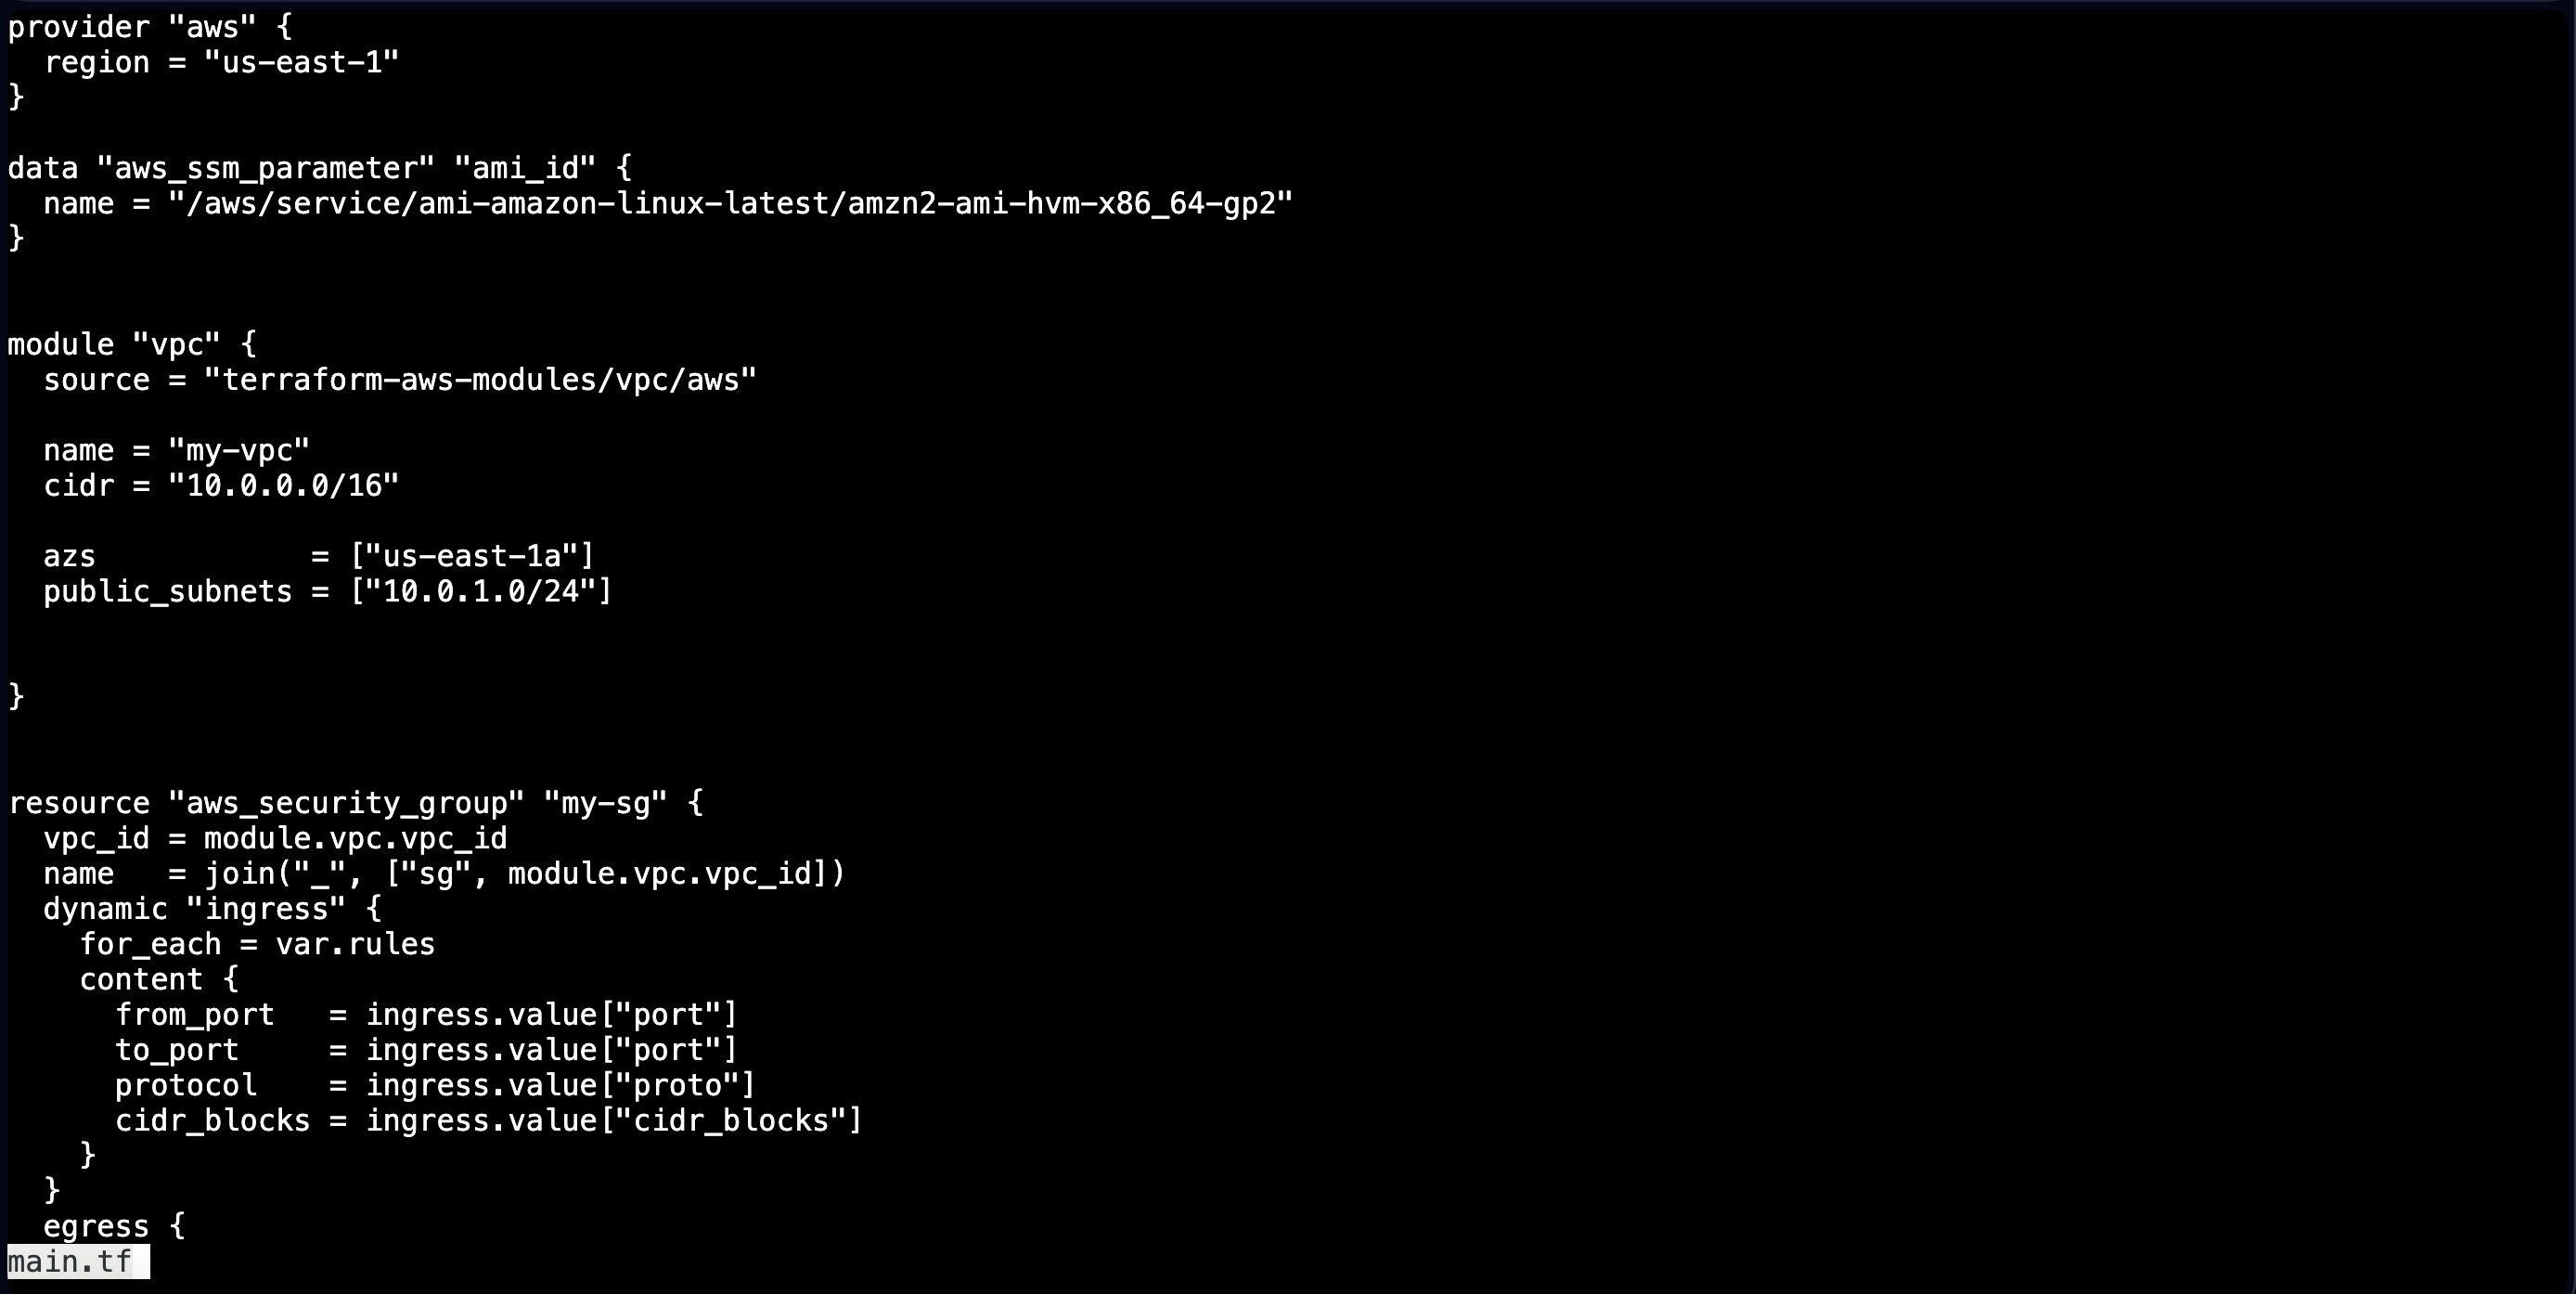 provider "aws" {
  region = "us-east-1"
}

data "aws_ssm_parameter" "ami_id" {
  name = "/aws/service/ami-amazon-linux-latest/amzn2-ami-hvm-x86_64-gp2"
}


module "vpc" {
  source = "terraform-aws-modules/vpc/aws"

  name = "my-vpc"
  cidr = "10.0.0.0/16"

  azs            = ["us-east-1a"]
  public_subnets = ["10.0.1.0/24"]


}


resource "aws_security_group" "my-sg" {
  vpc_id = module.vpc.vpc_id
  name   = join("_", ["sg", module.vpc.vpc_id])
  dynamic "ingress" {
    for_each = var.rules
    content {
      from_port   = ingress.value["port"]
      to_port     = ingress.value["port"]
      protocol    = ingress.value["proto"]
      cidr_blocks = ingress.value["cidr_blocks"]
    }
  }
  egress {
main.tf